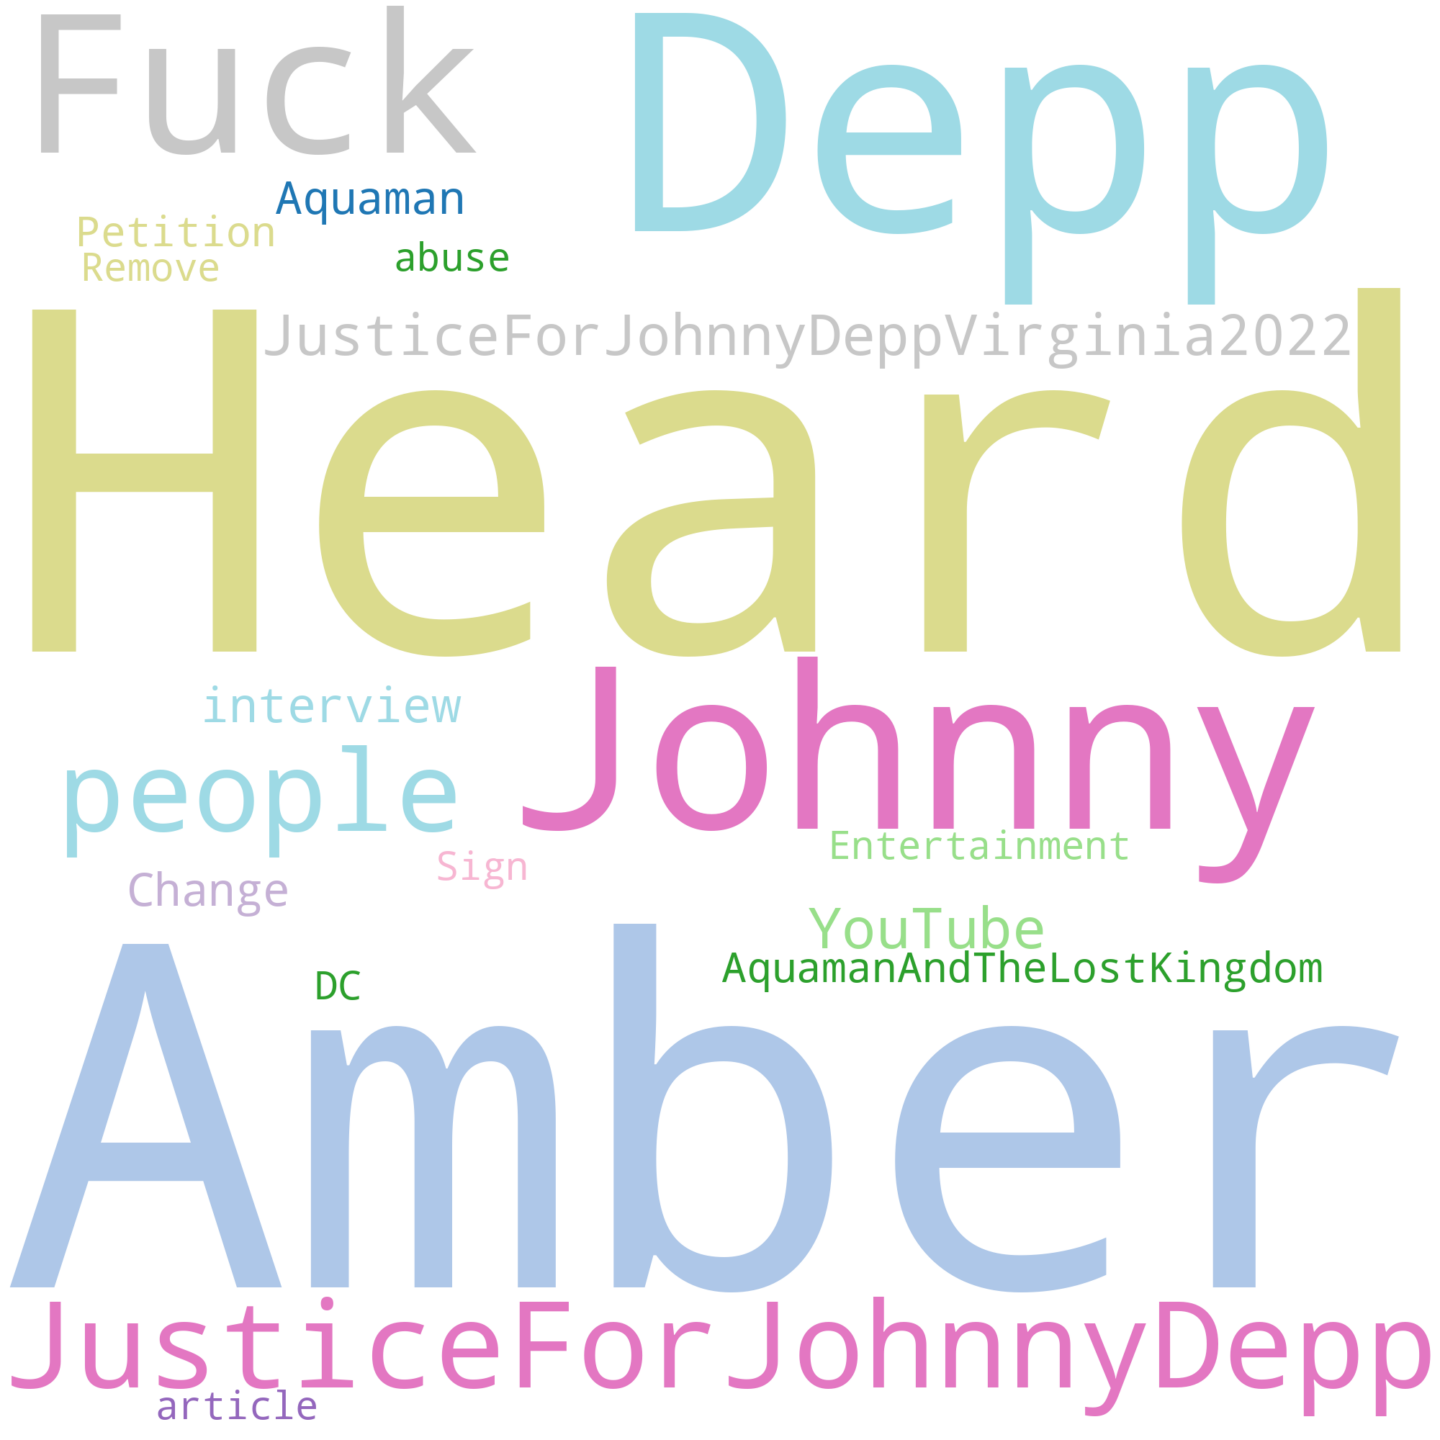 Fuck
Depp
Aquaman
Petition
abuse
Remove
JusticeForJohnnyDeppVirginia2022
Heard
Johnny
interview
people
Entertainment
Sign
Change
YouTube
AquamanAndTheLostKingdom
DC
Amber
JusticeForJohnnyDepp
article